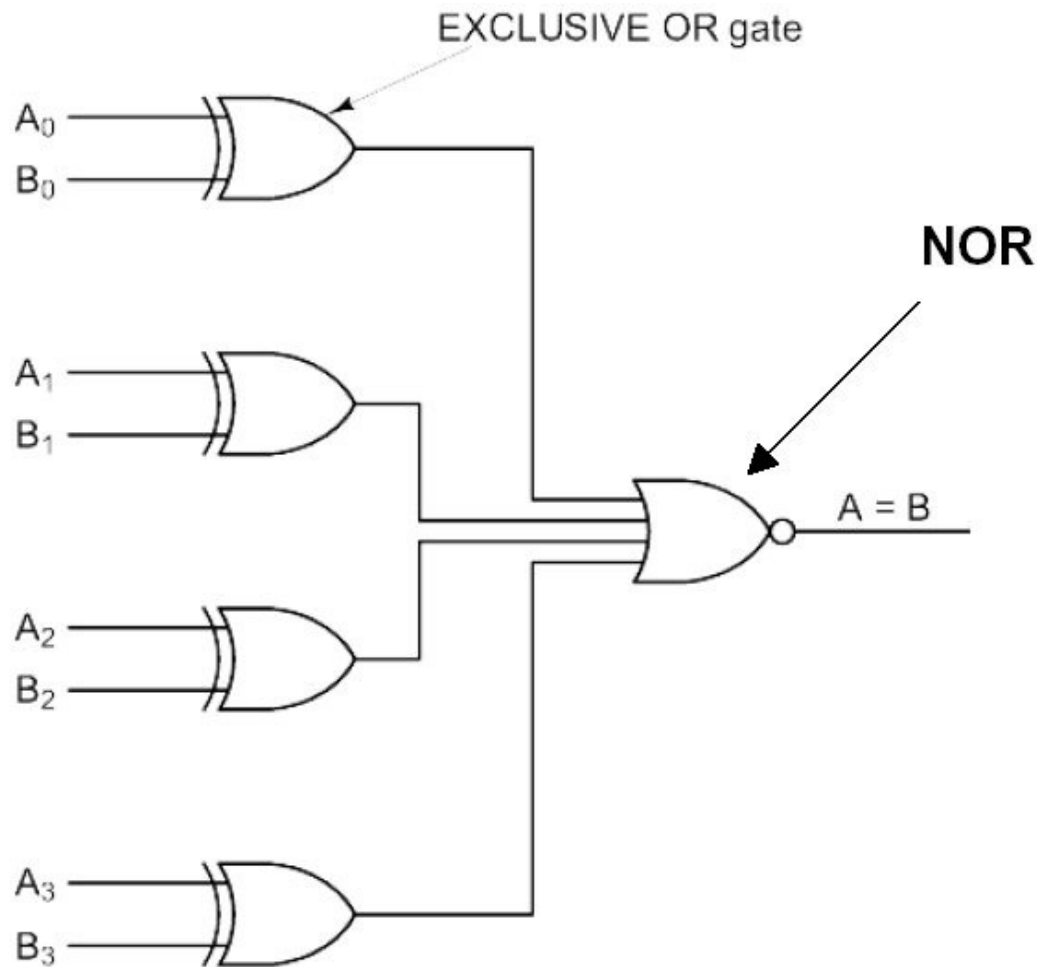 EXCLUSIVE OR gate
A₀
B₀
NOR
A₁
B₁
A = B
A₂
B₂
A₃
B₃